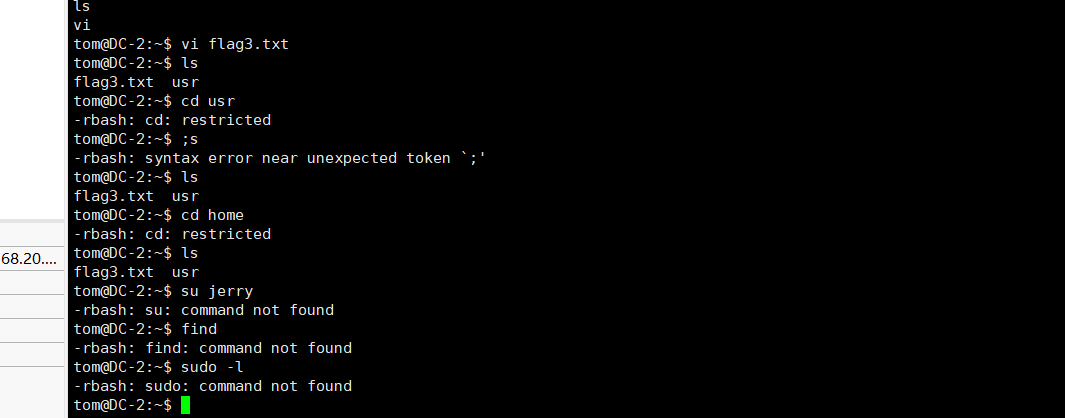 ls
vi
tom@DC-2:~$ vi flag3.txt
tom@DC-2:~$ ls
flag3.txt  usr
tom@DC-2:~$ cd usr
-rbash: cd: restricted
tom@DC-2:~$ ;s
-rbash: syntax error near unexpected token `;'
tom@DC-2:~$ ls
flag3.txt  usr
tom@DC-2:~$ cd home
-rbash: cd: restricted
68.20....
tom@DC-2:~$ ls
flag3.txt  usr
tom@DC-2:~$ su jerry
-rbash: su: command not found
tom@DC-2:~$ find
-rbash: find: command not found
tom@DC-2:~$ sudo -l
-rbash: sudo: command not found
tom@DC-2:~$